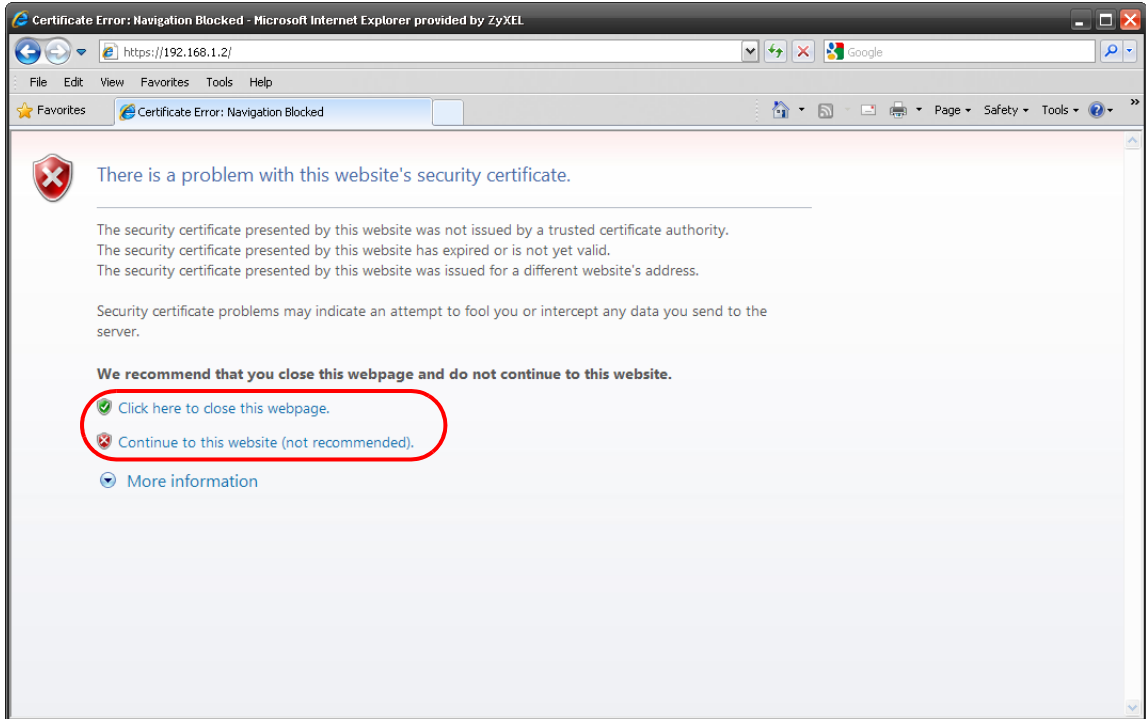 Certificate Error: Navigation Blocked - Microsoft Internet Explorer provided by ZyXEL
https://192.168.1.2/
Google
File Edit View Favorites Tools Help
Favorites
Certificate Error: Navigation Blocked
Page Safety Tools
There is a problem with this website's security certificate.
The security certificate presented by this website was not issued by a trusted certificate authority.
The security certificate presented by this website has expired or is not yet valid.
The security certificate presented by this website was issued for a different website's address.
Security certificate problems may indicate an attempt to fool you or intercept any data you send to the
server.
We recommend that you close this webpage and do not continue to this website.
Click here to close this webpage.
Continue to this website (not recommended).
More information